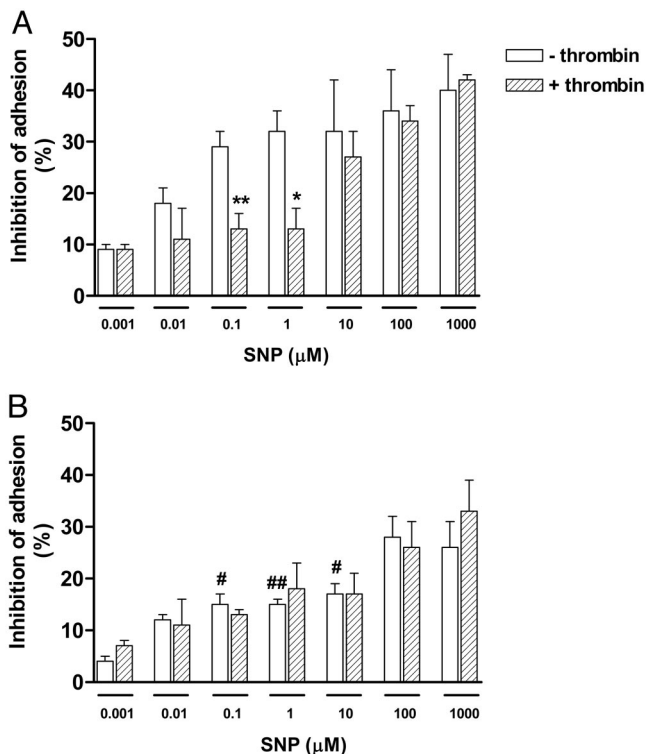 A
Inhibition of adhesion
(%)
50
40
30
20
10
0
** *
0.001 0.01 0.1 1 10 100 1000
SNP (μM)
- thrombin
+ thrombin
B
Inhibition of adhesion
(%)
50
40
30
20
10
0
# ## #
0.001 0.01 0.1 1 10 100 1000
SNP (μM)